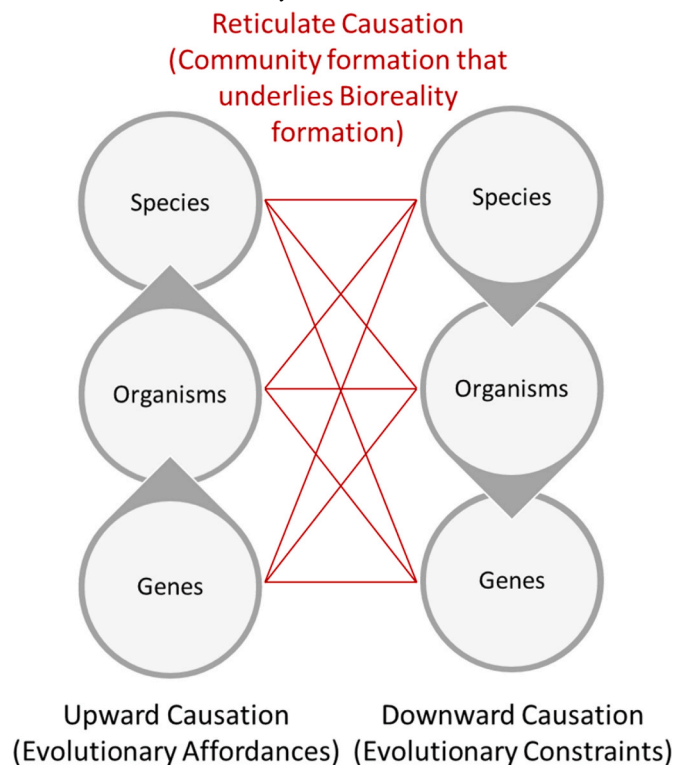 Reticulate Causation
(Community formation that
underlies Bioreality
formation)
Species
Species
Organisms
Organisms
Genes
Genes
Upward Causation
(Evolutionary Affordances)
Downward Causation
(Evolutionary Constraints)